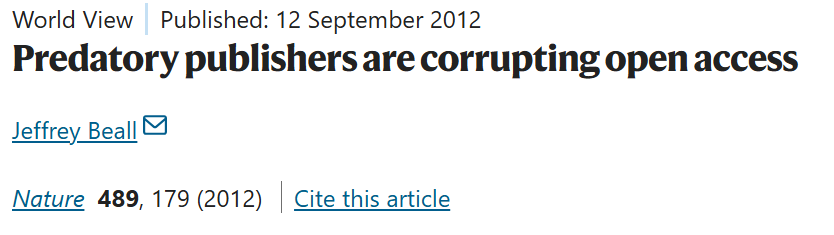 World View | Published: 12 September 2012
Predatory publishers are corrupting open access
Jeffrey Beall
Nature 489, 179 (2012) | Cite this article